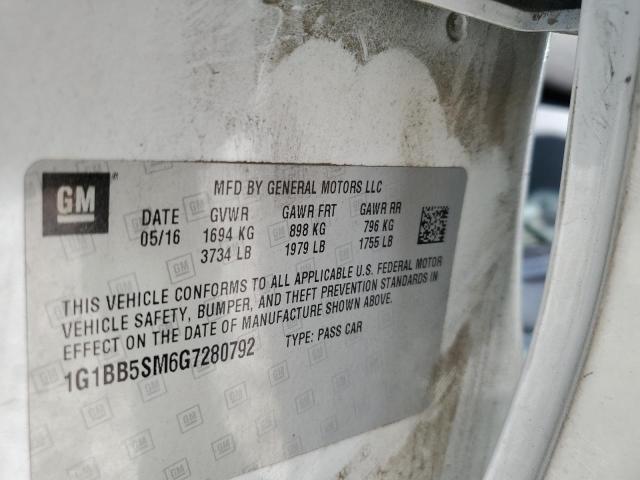 GM
MFD BY GENERAL MOTORS LLC
DATE GVWR GAWR FRT GAWR RR
05/16 1694 KG 898 KG 796 KG
3734 LB 1979 LB 1755 LB
THIS VEHICLE CONFORMS TO ALL APPLICABLE U.S. FEDERAL MOTOR
VEHICLE SAFETY, BUMPER, AND THEFT PREVENTION STANDARDS IN
EFFECT ON THE DATE OF MANUFACTURE SHOWN ABOVE.
1G1BB5SM6G7280792 TYPE: PASS CAR